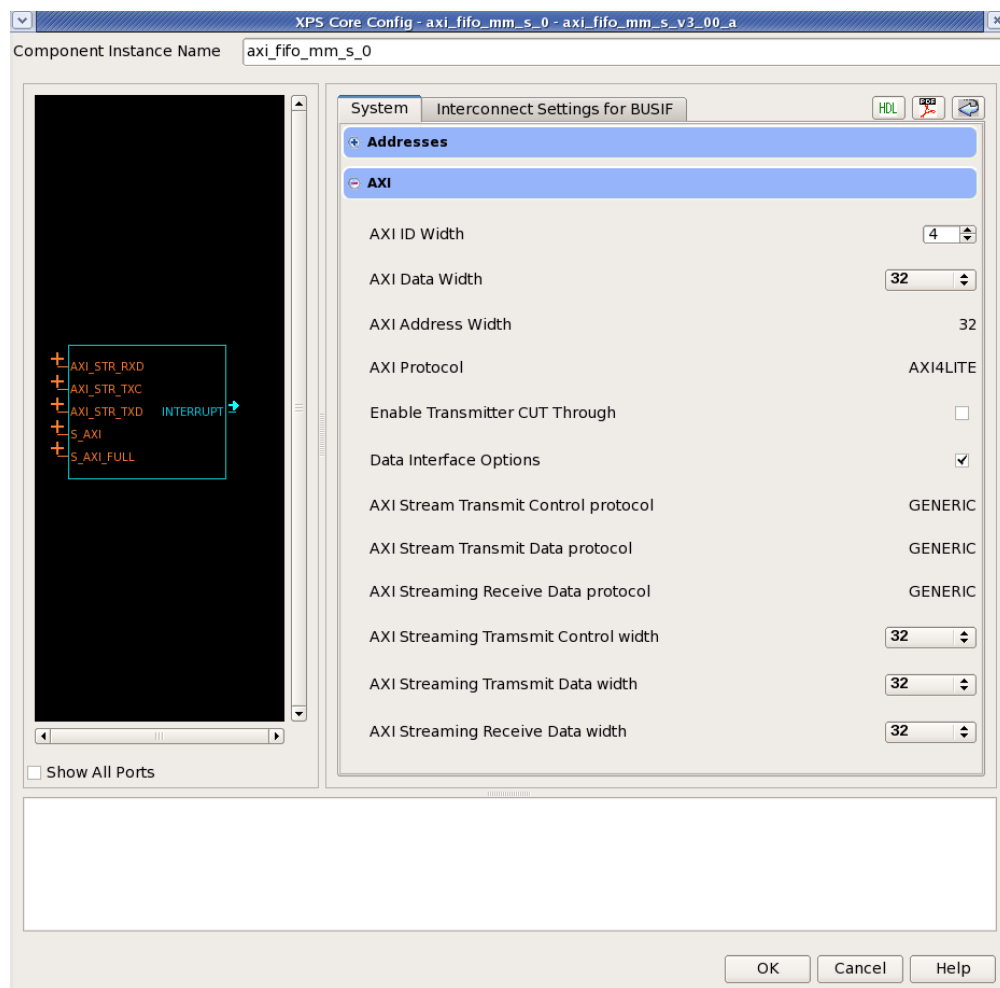 XPS Core Config - axi_fifo_mm_s_0 - axi_fifo_mm_s_v3_00_a
Component Instance Name axi_fifo_mm_s_0
System Interconnect Settings for BUSIF HDL PDF
Addresses
AXI
AXI ID Width 4
AXI Data Width 32
AXI Address Width 32
AXI Protocol AXI4LITE
Enable Transmitter CUT Through
Data Interface Options
AXI Stream Transmit Control protocol GENERIC
AXI Stream Transmit Data protocol GENERIC
AXI Streaming Receive Data protocol GENERIC
AXI Streaming Tramsmit Control width 32
AXI Streaming Tramsmit Data width 32
AXI Streaming Receive Data width 32
AXI_STR_RXD
AXI_STR_TXC
AXI_STR_TXD INTERRUPT
S_AXI
S_AXI_FULL
Show All Ports
OK Cancel Help